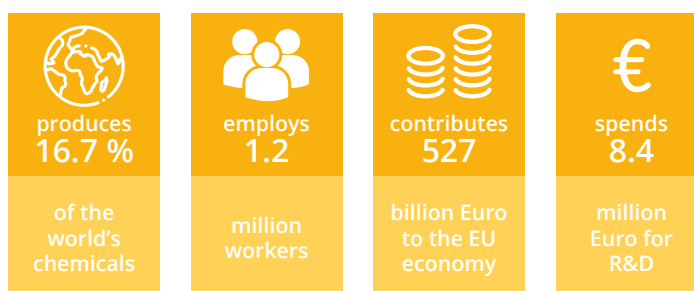 produces
16.7 %
of the
world's
chemicals
employs
1.2
million
workers
contributes
527
billion Euro
to the EU
economy
€
spends
8.4
million
Euro for
R&D